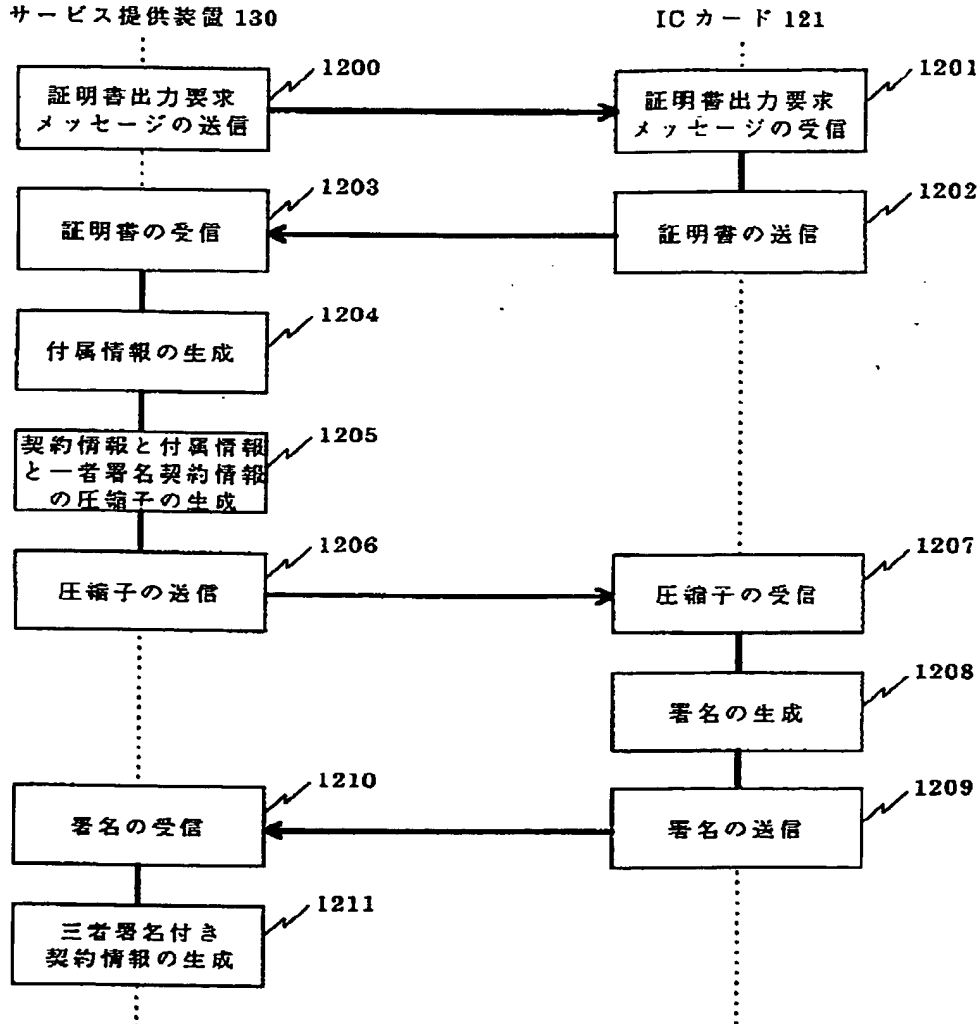 サービス提供装置 130
ICカード 121
1200
証明書出力要求
メッセージの送信
1201
証明書出力要求
メッセージの受信
1203
証明書の受信
1202
証明書の送信
1204
付属情報の生成
1205
契約情報と付属情報
と一者署名契約情報
の圧縮子の生成
1206
圧縮子の送信
1207
圧縮子の受信
1208
署名の生成
1210
署名の受信
1209
署名の送信
1211
三者署名付き
契約情報の生成